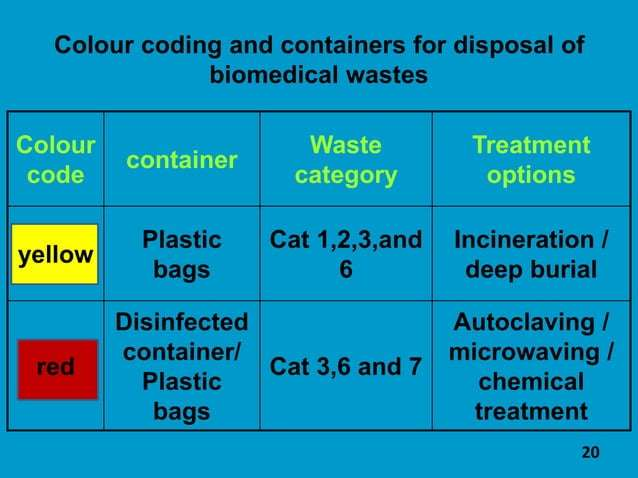 Colour coding and containers for disposal of
biomedical wastes
Colour
code
container
Waste
category
Treatment
options
yellow
Plastic
bags
Cat 1,2,3,and
6
Incineration /
deep burial
red
Disinfected
container/
Plastic
bags
Cat 3,6 and 7
Autoclaving /
microwaving /
chemical
treatment
20